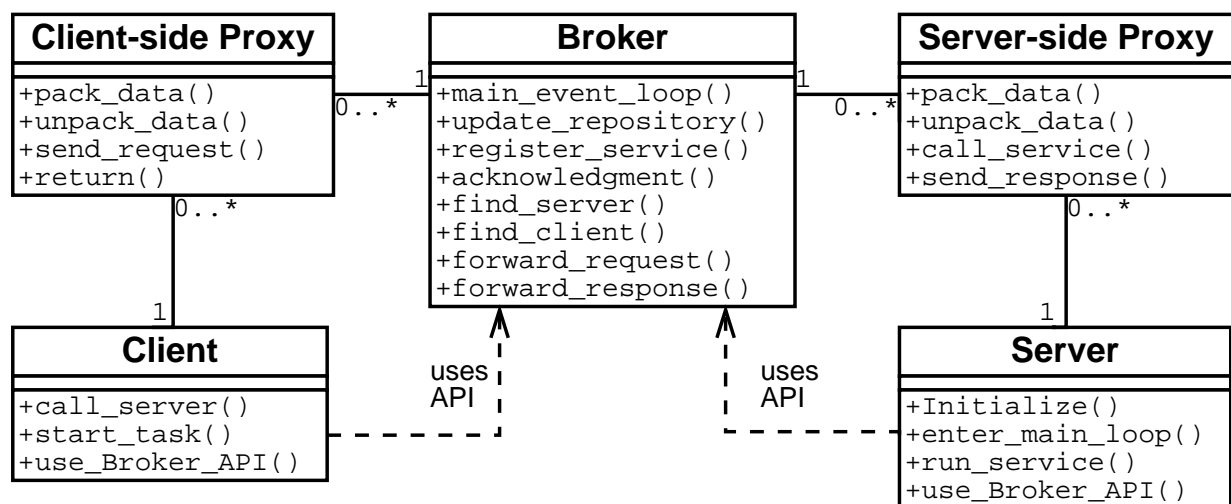 Client-side Proxy
+pack_data()
+unpack_data()
+send_request()
+return()
0..*
1
0..*
1
Broker
+main_event_loop()
+update_repository()
+register_service()
+acknowledgment()
+find_server()
+find_client()
+forward_request()
+forward_response()
1
0..*
Server-side Proxy
+pack_data()
+unpack_data()
+call_service()
+send_response()
0..*
1
Client
+call_server()
+start_task()
+use_Broker_API()
uses
API
uses
API
Server
+Initialize()
+enter_main_loop()
+run_service()
+use_Broker_API()